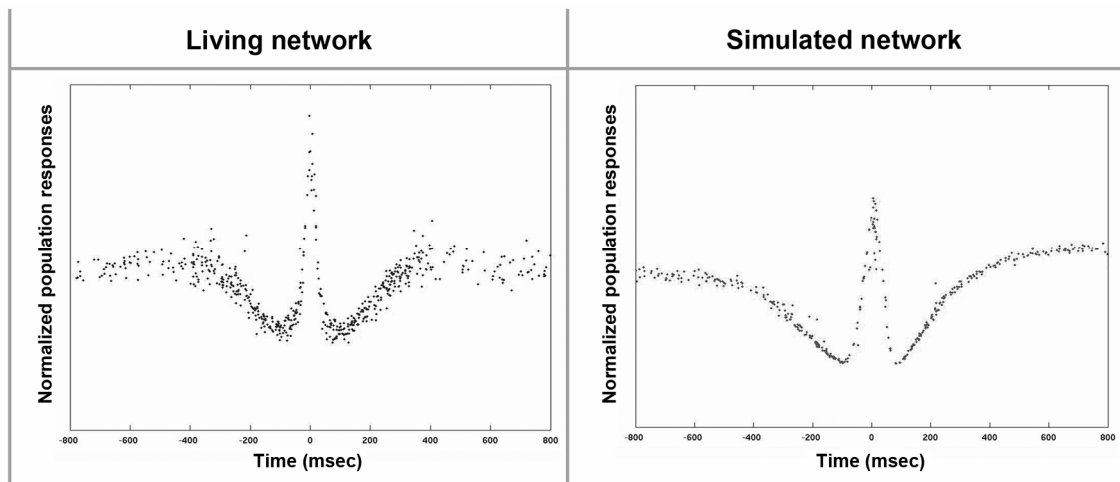 Living network
Simulated network
Normalized population responses
-800 -600 -400 -200 0 200 400 600 800
Time (msec)
Normalized population responses
-800 -600 -400 -200 0 200 400 600 800
Time (msec)